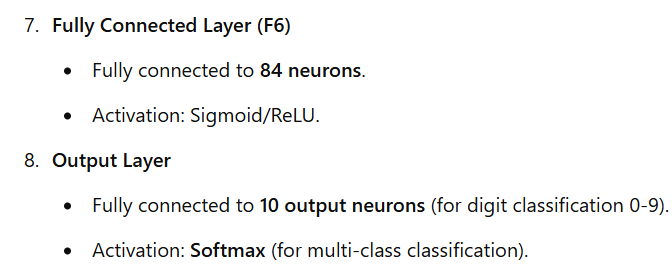 7. Fully Connected Layer (F6)
• Fully connected to 84 neurons.
• Activation: Sigmoid/ReLU.
8. Output Layer
• Fully connected to 10 output neurons (for digit classification 0-9).
• Activation: Softmax (for multi-class classification).